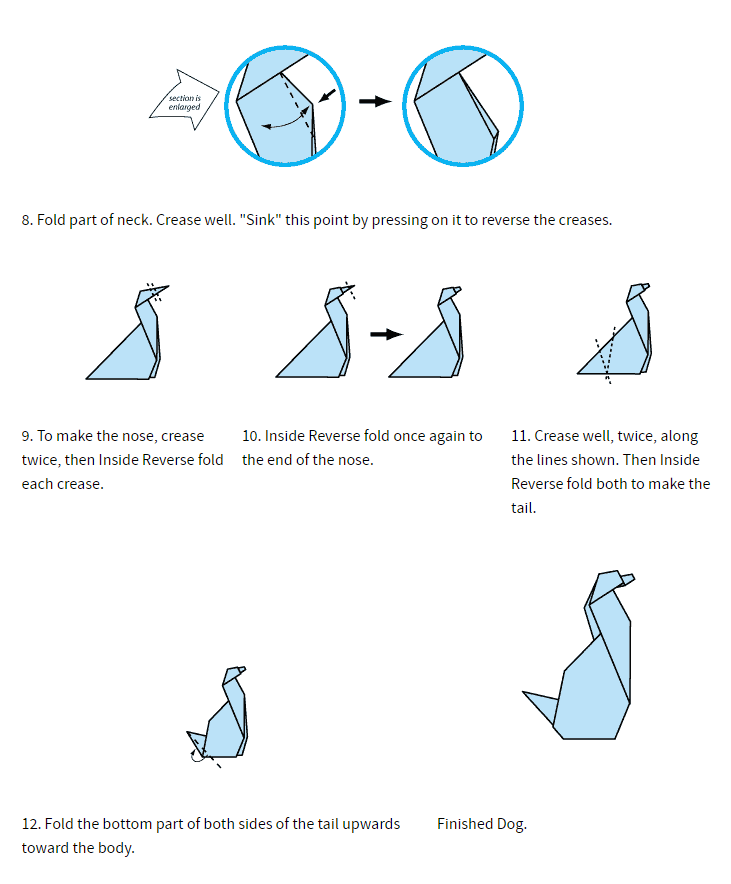 section is
enlarged
8. Fold part of neck. Crease well. "Sink" this point by pressing on it to reverse the creases.
9. To make the nose, crease
twice, then Inside Reverse fold
each crease.
10. Inside Reverse fold once again to
the end of the nose.
11. Crease well, twice, along
the lines shown. Then Inside
Reverse fold both to make the
tail.
12. Fold the bottom part of both sides of the tail upwards
toward the body.
Finished Dog.